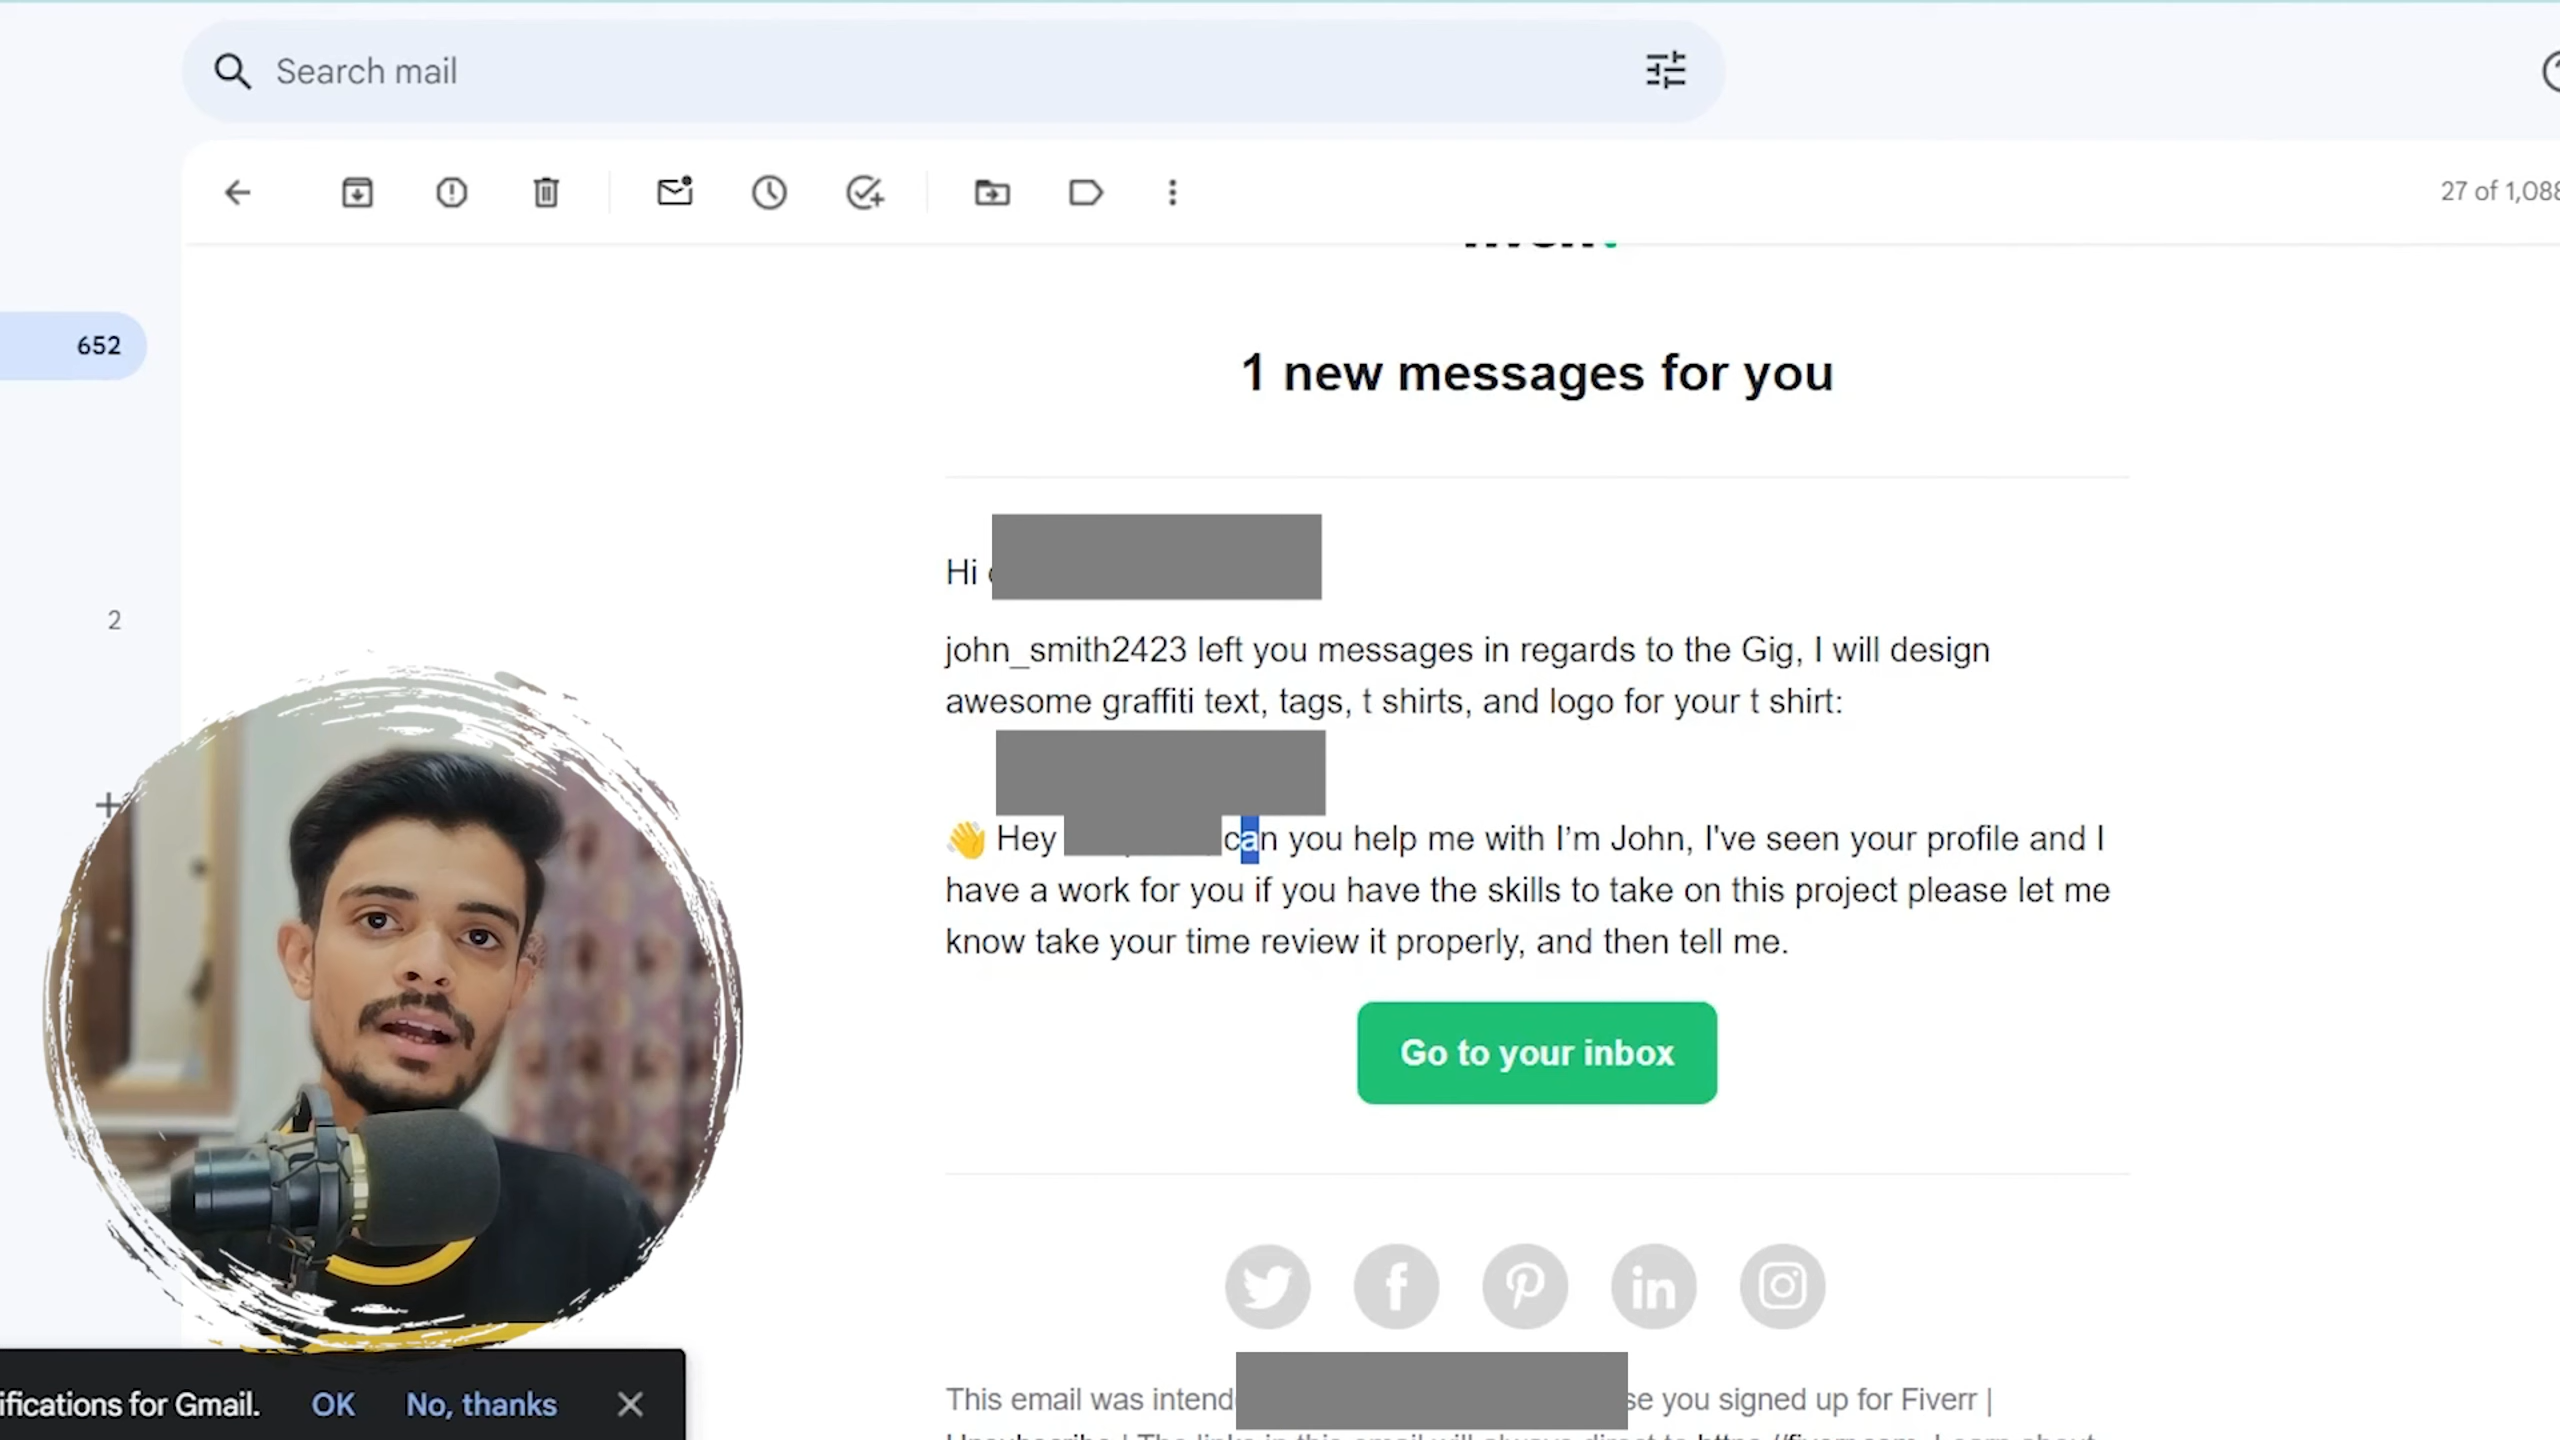 Search mail
27 of 1,088
652
1 new messages for you
Hi
2
john_smith2423 left you messages in regards to the Gig, I will design
awesome graffiti text, tags, t shirts, and logo for your t shirt:
👋 Hey can you help me with I’m John, I've seen your profile and I
have a work for you if you have the skills to take on this project please let me
know take your time review it properly, and then tell me.
Go to your inbox
This email was intend se you signed up for Fiverr |
ifications for Gmail. OK No, thanks